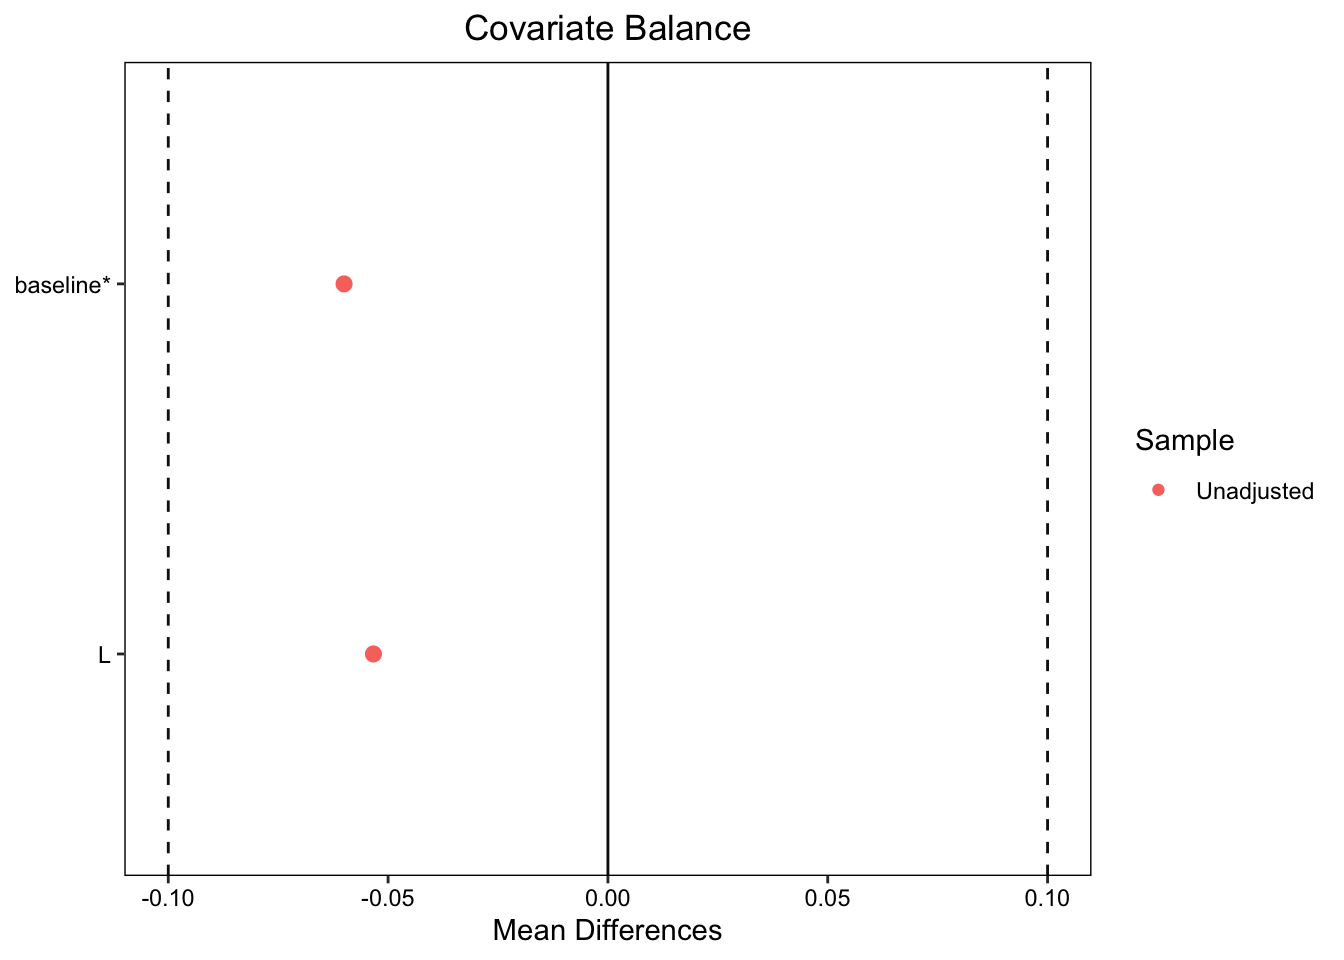 Covariate Balance
baseline*
L
-0.10 -0.05 0.00 0.05 0.10
Mean Differences
Sample
Unadjusted